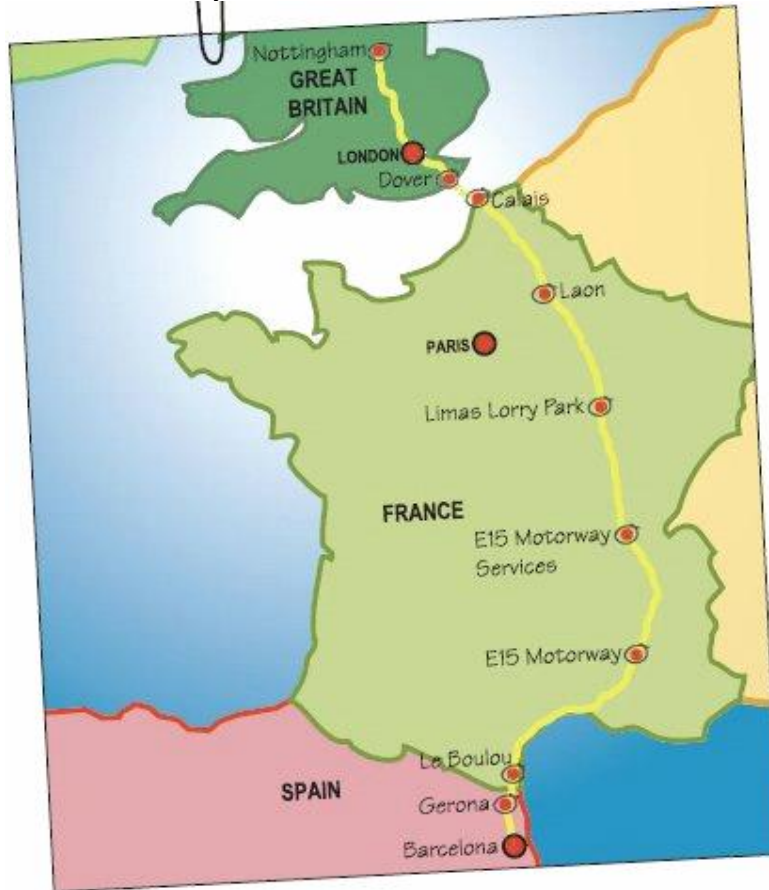 Nottingham
GREAT
BRITAIN
LONDON
Dover
Calais
Laon
PARIS
Limas Lorry Park
FRANCE
E15 Motorway
Services
E15 Motorway
Le Boulou
SPAIN
Gerona
Barcelona